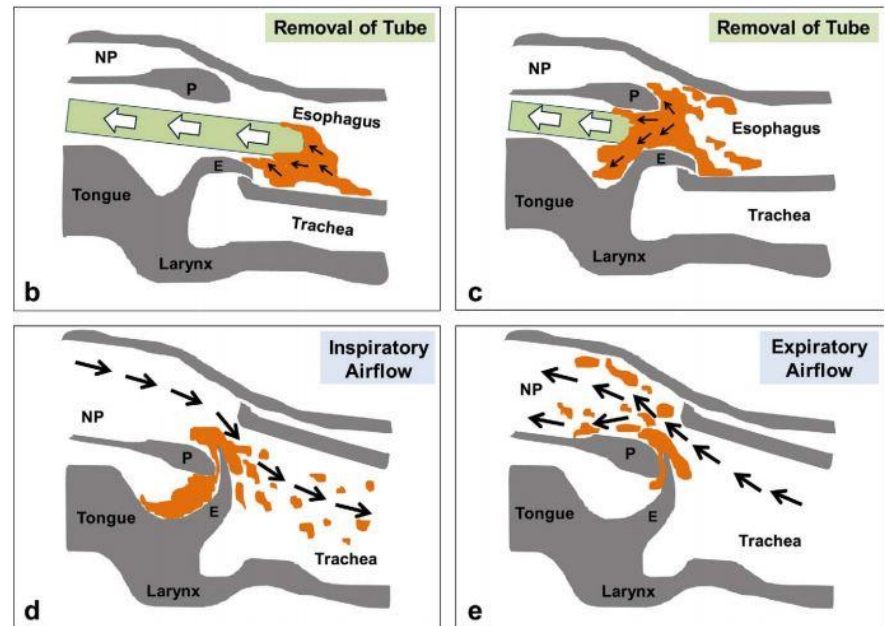 Removal of Tube
NP
P
Esophagus
E
Tongue
Trachea
Larynx
b
Removal of Tube
NP
P
Esophagus
E
Tongue
Trachea
Larynx
c
Inspiratory
Airflow
NP
P
E
Tongue
Trachea
Larynx
d
Expiratory
Airflow
NP
P
E
Tongue
Trachea
Larynx
e